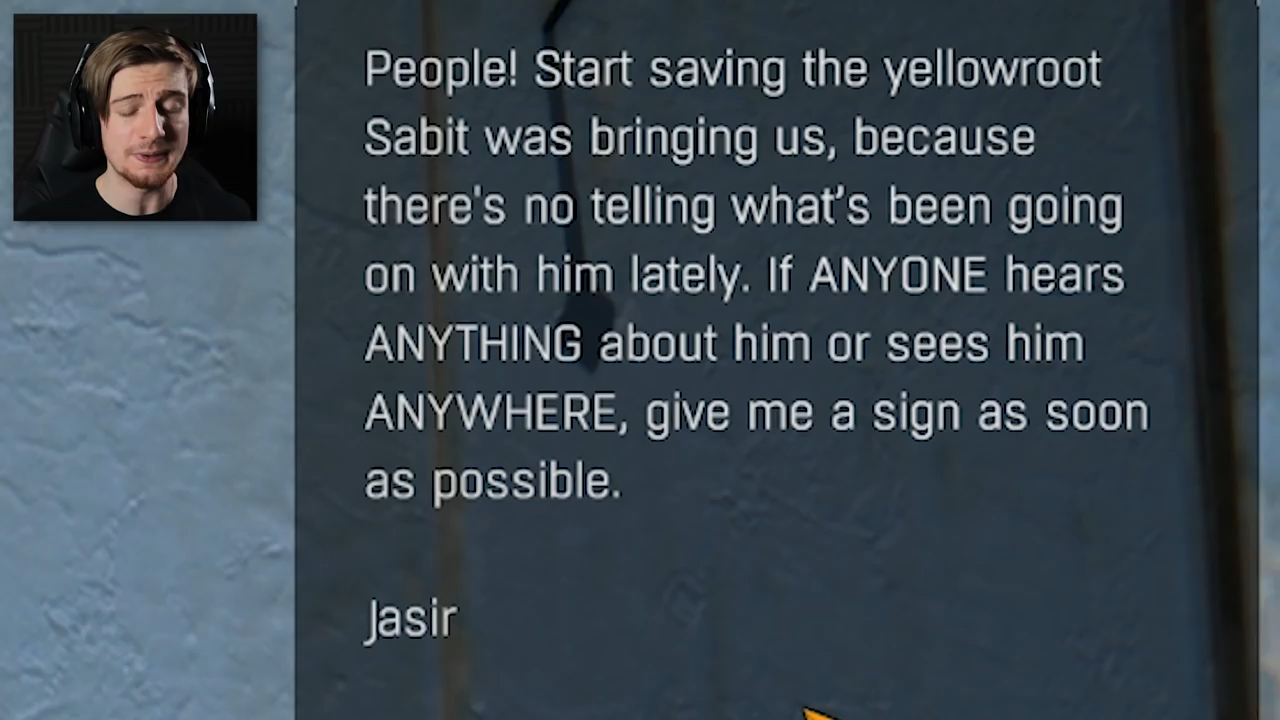 People! Start saving the yellowroot
Sabit was bringing us, because
there's no telling what's been going
on with him lately. If ANYONE hears
ANYTHING about him or sees him
ANYWHERE, give me a sign as soon
as possible.
Jasir